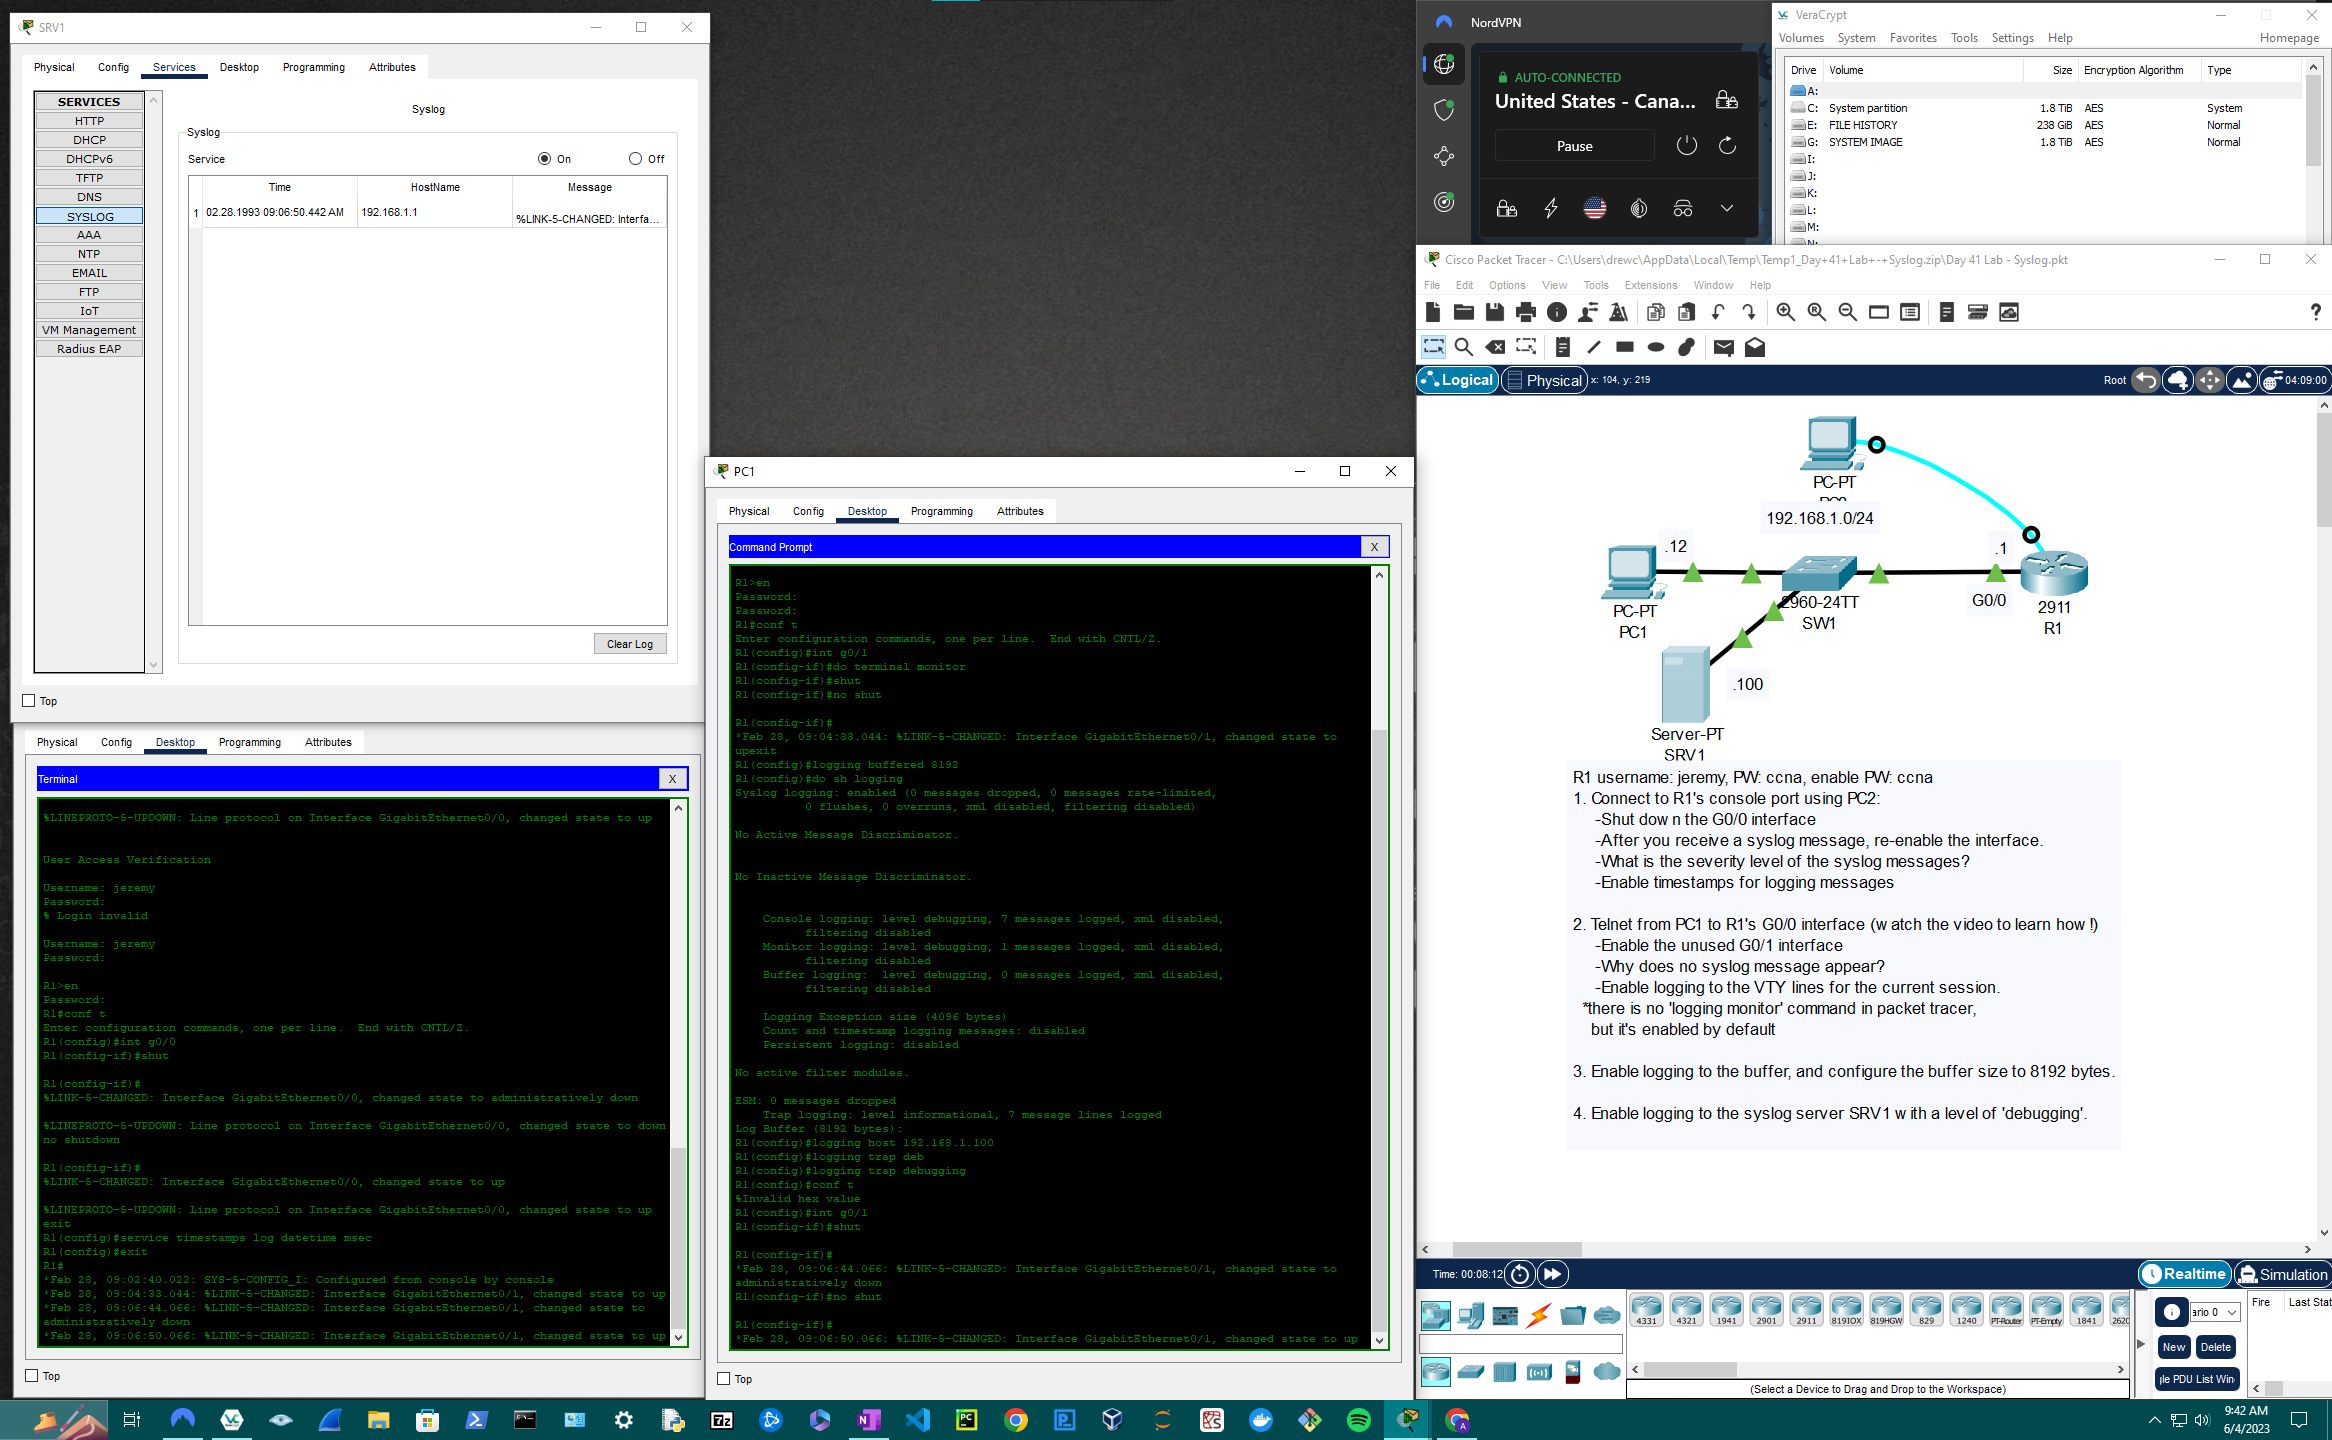 SRV1
Physical Config Services Desktop Programming Attributes
SERVICES
HTTP
DHCP
DHCPv6
TFTP
DNS
SYSLOG
AAA
NTP
EMAIL
FTP
IoT
VM Management
Radius EAP
Syslog
Syslog
Service On Off
Time HostName Message
1 02.28.1993 09:06:50.442 AM 192.168.1.1 %LINK-5-CHANGED: Interfa...
Clear Log
Top
Physical Config Desktop Programming Attributes
Terminal X
%LINEPROTO-5-UPDOWN: Line protocol on Interface GigabitEthernet0/0, changed state to up
User Access Verification
Username: jeremy
Password:
% Login invalid
Username: jeremy
Password:
R1>en
Password:
R1#conf t
Enter configuration commands, one per line.  End with CNTL/Z.
R1(config)#int g0/0
R1(config-if)#shut
R1(config-if)#
%LINK-5-CHANGED: Interface GigabitEthernet0/0, changed state to administratively down
%LINEPROTO-5-UPDOWN: Line protocol on Interface GigabitEthernet0/0, changed state to down
no shutdown
R1(config-if)#
%LINK-5-CHANGED: Interface GigabitEthernet0/0, changed state to up
%LINEPROTO-5-UPDOWN: Line protocol on Interface GigabitEthernet0/0, changed state to up
exit
R1(config)#service timestamps log datetime msec
R1(config)#exit
R1#
*Feb 28, 09:02:40.022: SYS-5-CONFIG_I: Configured from console by console
*Feb 28, 09:04:33.044: %LINK-5-CHANGED: Interface GigabitEthernet0/1, changed state to up
*Feb 28, 09:06:44.066: %LINK-5-CHANGED: Interface GigabitEthernet0/1, changed state to
administratively down
*Feb 28, 09:06:50.066: %LINK-5-CHANGED: Interface GigabitEthernet0/1, changed state to up
Top
PC1
Physical Config Desktop Programming Attributes
Command Prompt X
R1>en
Password:
Password:
R1#conf t
Enter configuration commands, one per line.  End with CNTL/Z.
R1(config)#int g0/1
R1(config-if)#do terminal monitor
R1(config-if)#shut
R1(config-if)#no shut
R1(config-if)#
*Feb 28, 09:04:33.044: %LINK-5-CHANGED: Interface GigabitEthernet0/1, changed state to
upexit
R1(config)#logging buffered 8192
R1(config)#do sh logging
Syslog logging: enabled (0 messages dropped, 0 messages rate-limited,
0 flushes, 0 overruns, xml disabled, filtering disabled)
No Active Message Discriminator.
No Inactive Message Discriminator.
Console logging: level debugging, 7 messages logged, xml disabled,
filtering disabled
Monitor logging: level debugging, 1 messages logged, xml disabled,
filtering disabled
Buffer logging:  level debugging, 0 messages logged, xml disabled,
filtering disabled
Logging Exception size (4096 bytes)
Count and timestamp logging messages: disabled
Persistent logging: disabled
No active filter modules.
ESM: 0 messages dropped
Trap logging: level informational, 7 message lines logged
Log Buffer (8192 bytes):
R1(config)#logging host 192.168.1.100
R1(config)#logging trap deb
R1(config)#logging trap debugging
R1(config)#conf t
%Invalid hex value
R1(config)#int g0/1
R1(config-if)#shut
R1(config-if)#
*Feb 28, 09:06:44.066: %LINK-5-CHANGED: Interface GigabitEthernet0/1, changed state to
administratively down
R1(config-if)#no shut
R1(config-if)#
*Feb 28, 09:06:50.066: %LINK-5-CHANGED: Interface GigabitEthernet0/1, changed state to up
Top
NordVPN
AUTO-CONNECTED
United States - Cana...
Pause
VeraCrypt
Volumes System Favorites Tools Settings Help Homepage
Drive Volume Size Encryption Algorithm Type
A:
C: System partition 1.8 TiB AES System
E: FILE HISTORY 238 GiB AES Normal
G: SYSTEM IMAGE 1.8 TiB AES Normal
I:
J:
K:
L:
M:
N:
Cisco Packet Tracer - C:\Users\drewc\AppData\Local\Temp\Temp1_Day+41+Lab+-+Syslog.zip\Day 41 Lab - Syslog.pkt
File Edit Options View Tools Extensions Window Help
Logical Physical x: 104, y: 219 Root 04:09:00
PC-PT
PC2
192.168.1.0/24
.12
.1
PC-PT
PC1
2960-24TT
SW1
G0/0
2911
R1
.100
Server-PT
SRV1
R1 username: jeremy, PW: ccna, enable PW: ccna
1. Connect to R1's console port using PC2:
-Shut down the G0/0 interface
-After you receive a syslog message, re-enable the interface.
-What is the severity level of the syslog messages?
-Enable timestamps for logging messages
2. Telnet from PC1 to R1's G0/0 interface (watch the video to learn how!)
-Enable the unused G0/1 interface
-Why does no syslog message appear?
-Enable logging to the VTY lines for the current session.
*there is no 'logging monitor' command in packet tracer,
but it's enabled by default
3. Enable logging to the buffer, and configure the buffer size to 8192 bytes.
4. Enable logging to the syslog server SRV1 with a level of 'debugging'.
Time: 00:08:12 Realtime Simulation
4331 4321 1941 2901 2911 819IOX 819HGW 829 1240 PT-Router PT-Empty 1841 2620
(Select a Device to Drag and Drop to the Workspace)
ario 0
New Delete
gle PDU List Win
Fire Last Stat
9:42 AM
6/4/2023